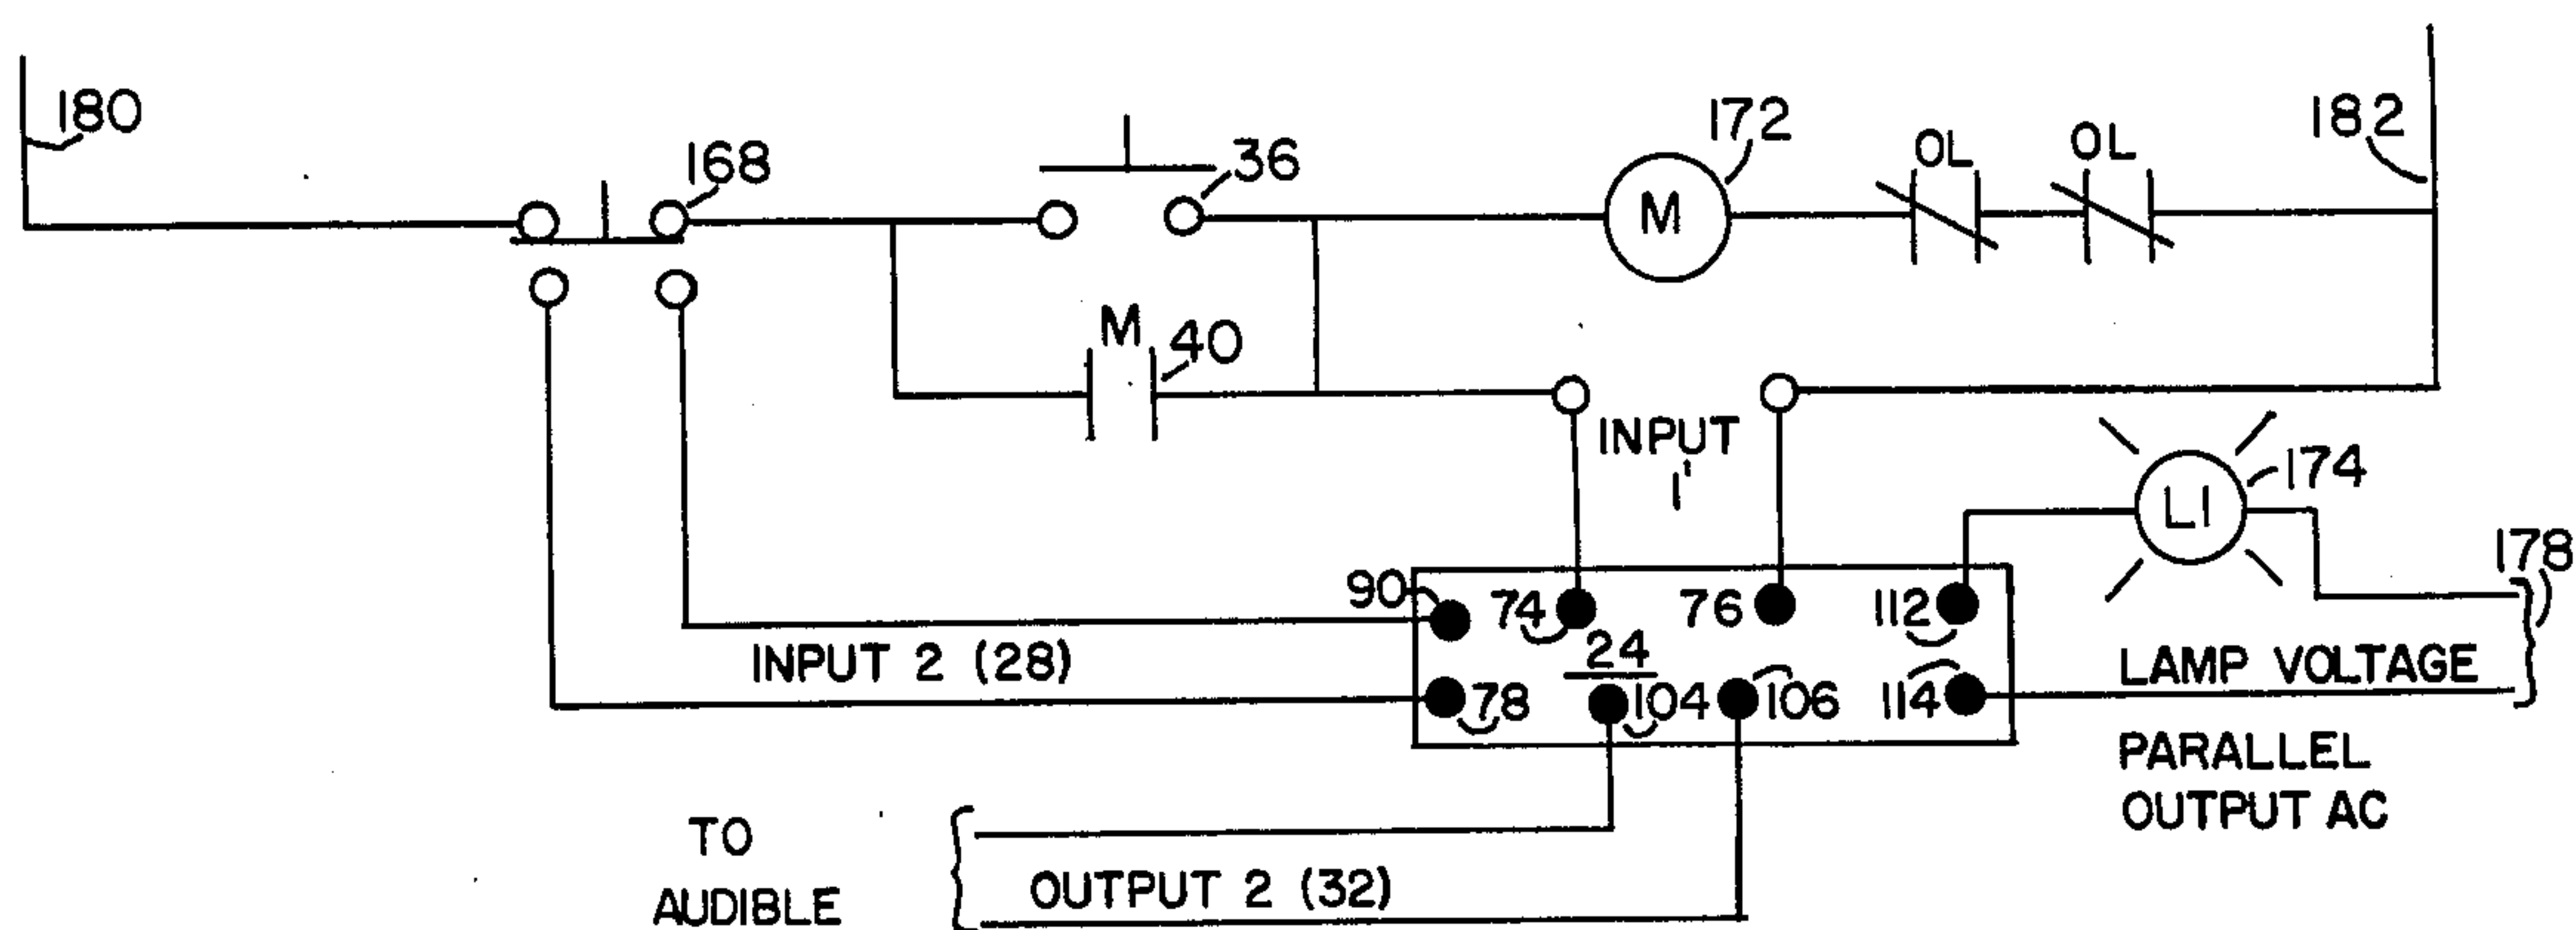 180
168
36
172
OL
OL
182
M
M
40
INPUT
1'
L1
174
178
90
74
76
112
24
INPUT 2 (28)
LAMP VOLTAGE
78
104
106
114
PARALLEL
OUTPUT AC
TO
AUDIBLE
OUTPUT 2 (32)